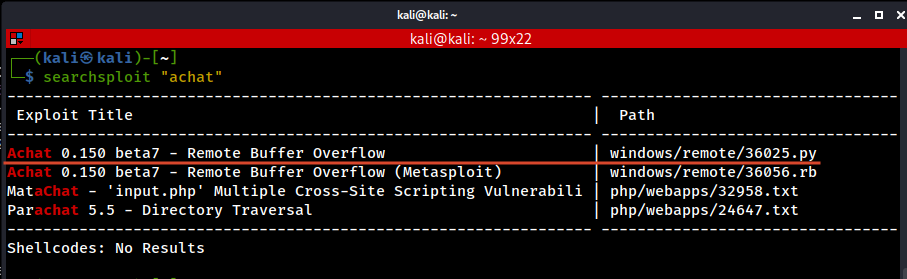 kali@kali: ~
kali@kali: ~ 99x22
┌──(kali㉿kali)-[~]
└─$ searchsploit "achat"
---------------------------------------------------------------- ---------------------------------
Exploit Title | Path
---------------------------------------------------------------- ---------------------------------
Achat 0.150 beta7 - Remote Buffer Overflow | windows/remote/36025.py
Achat 0.150 beta7 - Remote Buffer Overflow (Metasploit) | windows/remote/36056.rb
MataChat - 'input.php' Multiple Cross-Site Scripting Vulnerabili | php/webapps/32958.txt
Parachat 5.5 - Directory Traversal | php/webapps/24647.txt
---------------------------------------------------------------- ---------------------------------
Shellcodes: No Results